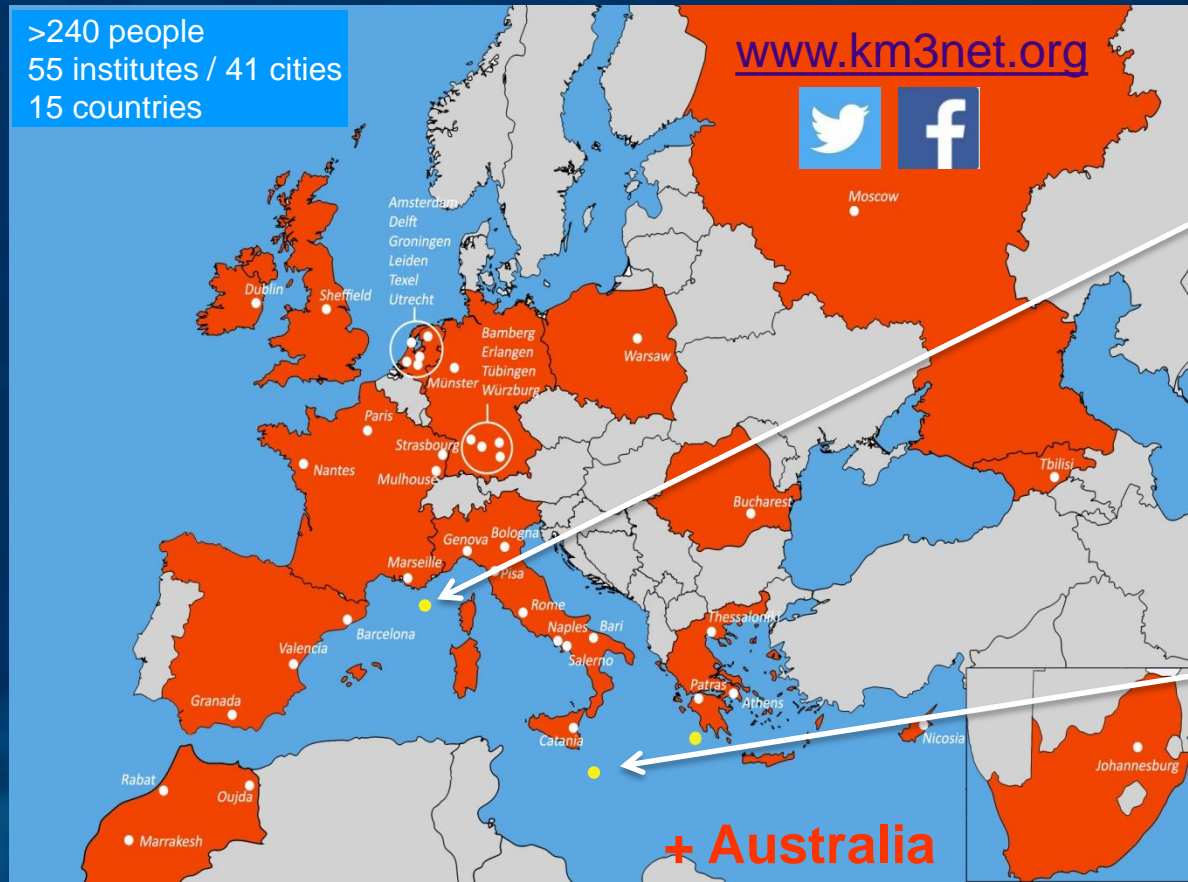 >240 people
55 institutes / 41 cities
15 countries
www.km3net.org
f
Moscow
Amsterdam
Delft
Groningen
Leiden
Texel
Utrecht
Dublin
Sheffield
Bamberg
Erlangen
Tübingen
Würzburg
Warsaw
Münster
Paris
Strasbourg
Nantes
Mulhouse
Tbilisi
Bucharest
Genova
Bologna
Marseille
Pisa
Rome
Thessaloniki
Barcelona
Naples
Bari
Valencia
Salerno
Granada
Patras
Athens
Catania
Nicosia
Rabat
Oujda
Johannesburg
Marrakesh
+ Australia